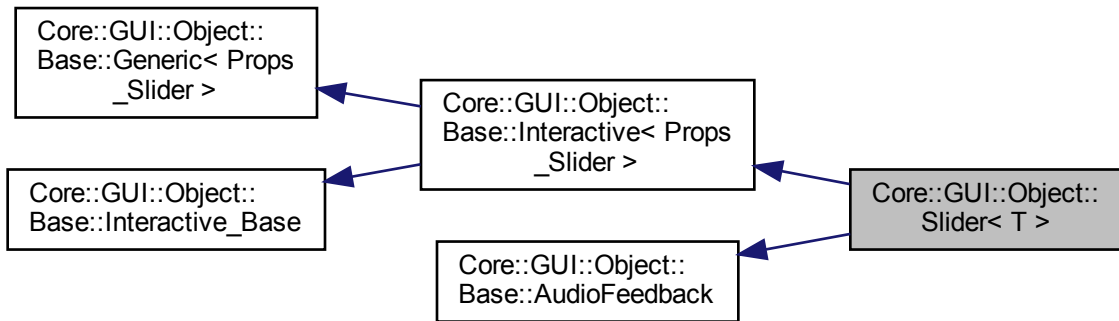 Core::GUI::Object::
Base::Generic< Props
_Slider >
Core::GUI::Object::
Base::Interactive_Base
Core::GUI::Object::
Base::Interactive< Props
_Slider >
Core::GUI::Object::
Base::AudioFeedback
Core::GUI::Object::
Slider< T >